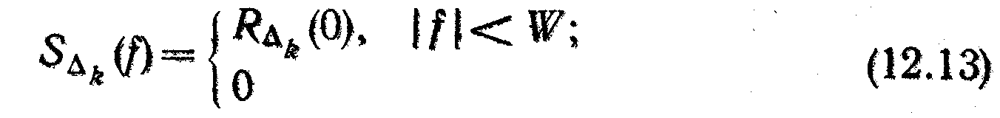 S_{Δ_k}(f) = { R_{Δ_k}(0), |f| < W;
0
(12.13)